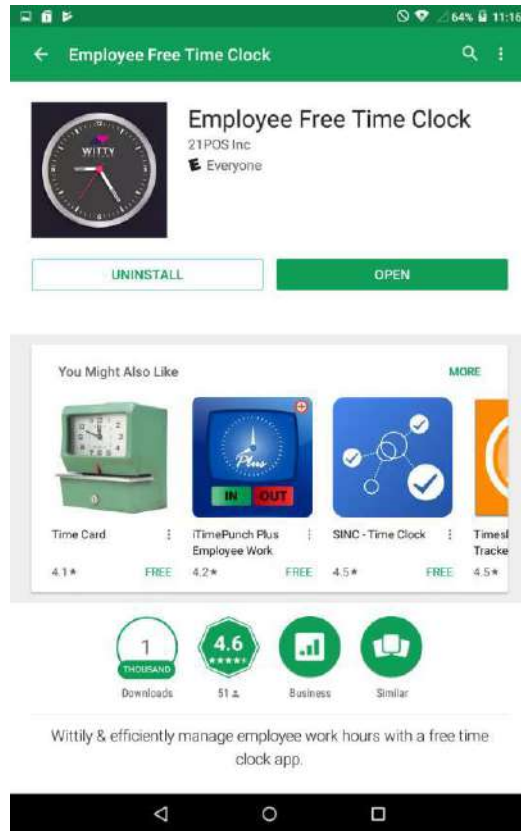 64% 11:16
Employee Free Time Clock
WITTY
Employee Free Time Clock
21POS Inc
Everyone
UNINSTALL
OPEN
You Might Also Like
MORE
Plus
IN OUT
Time Card
iTimePunch Plus
Employee Work
SINC - Time Clock
Timesl
Tracke
4.1★ FREE
4.2★ FREE
4.5★ FREE
4.5★
1
THOUSAND
Downloads
4.6
51
Business
Similar
Wittily & efficiently manage employee work hours with a free time
clock app.